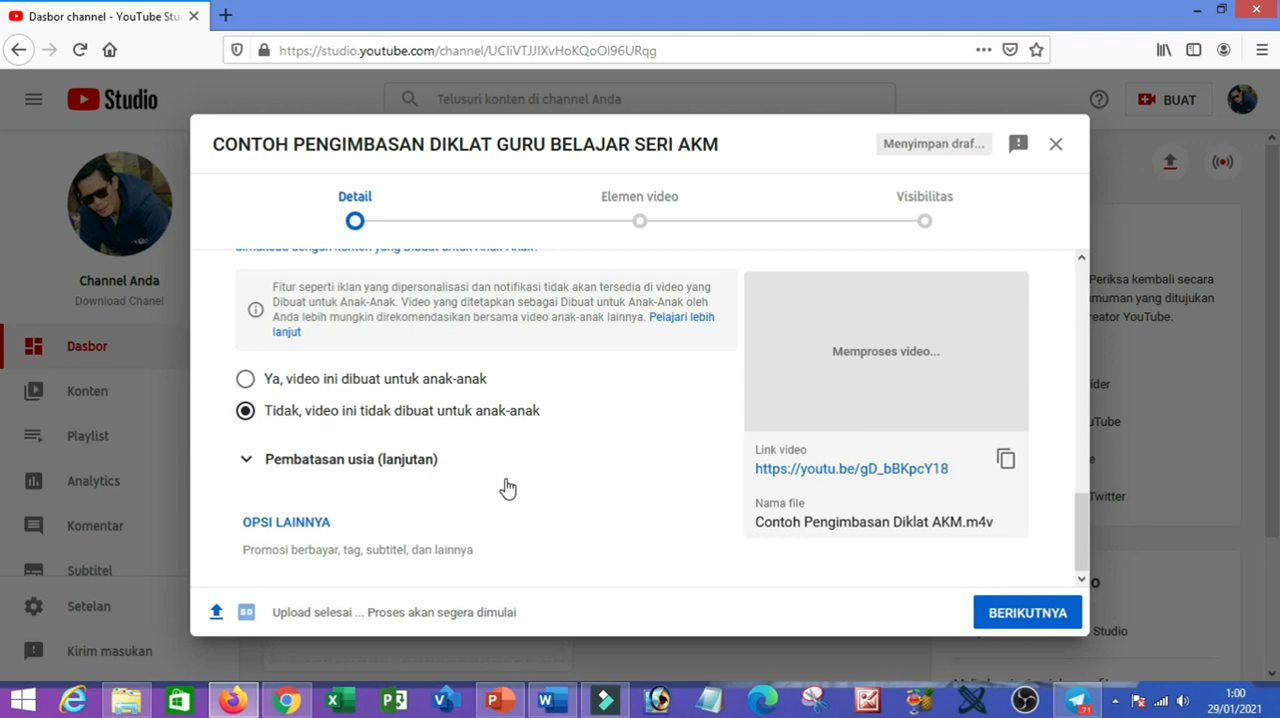 Dasbor channel - YouTube Stu
https://studio.youtube.com/channel/UCIiVTJJIXvHoKQoOI96URqg
Studio
Telusuri konten di channel Anda
BUAT
CONTOH PENGIMBASAN DIKLAT GURU BELAJAR SERI AKM
Menyimpan draf...
Detail
Elemen video
Visibilitas
Channel Anda
Download Chanel
Dasbor
Konten
Playlist
Analytics
Komentar
Subtitel
Setelan
Kirim masukan
Fitur seperti iklan yang dipersonalisasi dan notifikasi tidak akan tersedia di video yang
Dibuat untuk Anak-Anak. Video yang ditetapkan sebagai Dibuat untuk Anak-Anak oleh
Anda lebih mungkin direkomendasikan bersama video anak-anak lainnya. Pelajari lebih
lanjut
Ya, video ini dibuat untuk anak-anak
Tidak, video ini tidak dibuat untuk anak-anak
Pembatasan usia (lanjutan)
OPSI LAINNYA
Promosi berbayar, tag, subtitel, dan lainnya
Memproses video...
Link video
https://youtu.be/gD_bBKpcY18
Nama file
Contoh Pengimbasan Diklat AKM.m4v
Upload selesai ... Proses akan segera dimulai
BERIKUTNYA
Periksa kembali secara
umuman yang ditujukan
reator YouTube.
ider
uTube
e
Twitter
o
Studio
71
1:00
29/01/2021